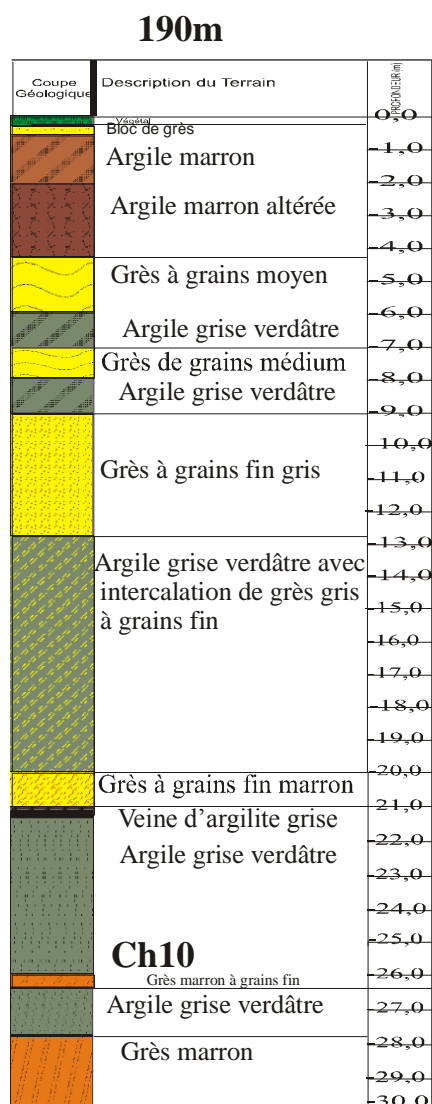 190m
Coupe Géologique
Description du Terrain
PROFONDEUR (m)
Végétal
0,0
Bloc de grès
-1,0
Argile marron
-2,0
Argile marron altérée
-3,0
-4,0
Grès à grains moyen
-5,0
-6,0
Argile grise verdâtre
-7,0
Grès de grains médium
-8,0
Argile grise verdâtre
-9,0
-10,0
Grès à grains fin gris
-11,0
-12,0
-13,0
Argile grise verdâtre avec
-14,0
intercalation de grès gris
-15,0
à grains fin
-16,0
-17,0
-18,0
-19,0
-20,0
Grès à grains fin marron
-21,0
Veine d'argilite grise
-22,0
Argile grise verdâtre
-23,0
-24,0
-25,0
Ch10
-26,0
Grès marron à grains fin
-27,0
Argile grise verdâtre
-28,0
Grès marron
-29,0
-30,0